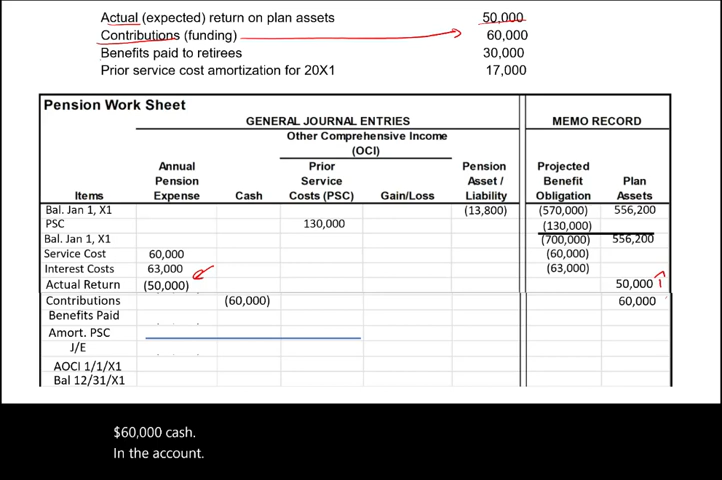 Actual (expected) return on plan assets 50,000
Contributions (funding) 60,000
Benefits paid to retirees 30,000
Prior service cost amortization for 20X1 17,000
Pension Work Sheet
GENERAL JOURNAL ENTRIES MEMO RECORD
Other Comprehensive Income
(OCI)
Annual Prior Pension Projected
Pension Service Asset / Benefit Plan
Items Expense Cash Costs (PSC) Gain/Loss Liability Obligation Assets
Bal. Jan 1, X1 (13,800) (570,000) 556,200
PSC 130,000 (130,000)
Bal. Jan 1, X1 (700,000) 556,200
Service Cost 60,000 (60,000)
Interest Costs 63,000 (63,000)
Actual Return (50,000) 50,000
Contributions (60,000) 60,000
Benefits Paid
Amort. PSC
J/E
AOCI 1/1/X1
Bal 12/31/X1
$60,000 cash.
In the account.